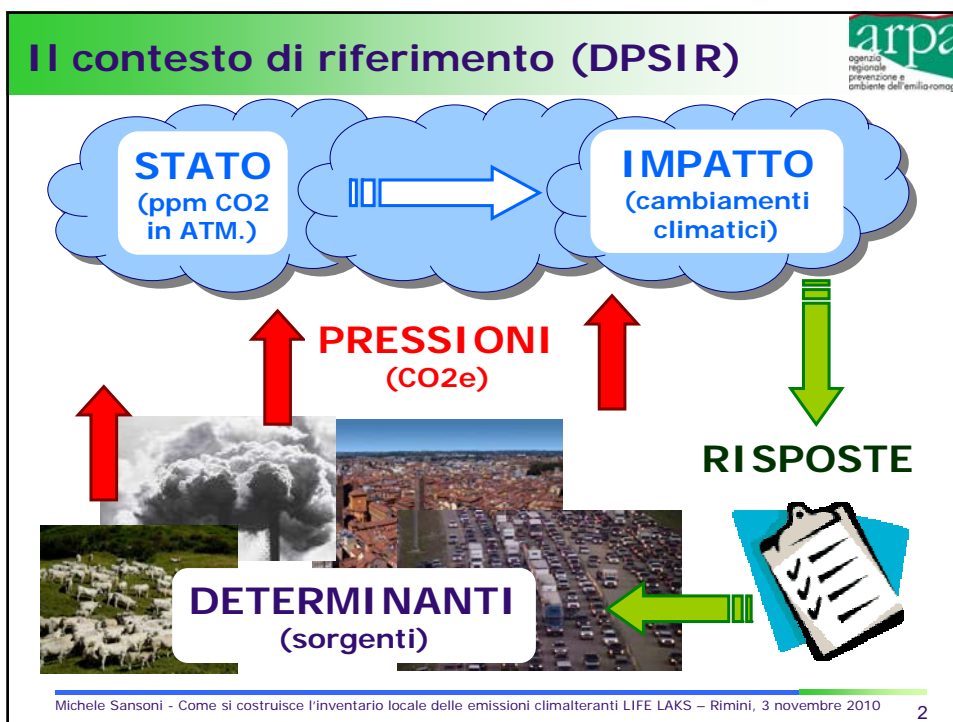 Il contesto di riferimento (DPSIR)
arpa
agenzia
regionale
prevenzione e
ambiente dell'emilia-romag
STATO
(ppm CO2
in ATM.)
IMPATTO
(cambiamenti
climatici)
PRESSIONI
(CO2e)
RISPOSTE
DETERMINANTI
(sorgenti)
Michele Sansoni - Come si costruisce l'inventario locale delle emissioni climalteranti LIFE LAKS – Rimini, 3 novembre 2010
2